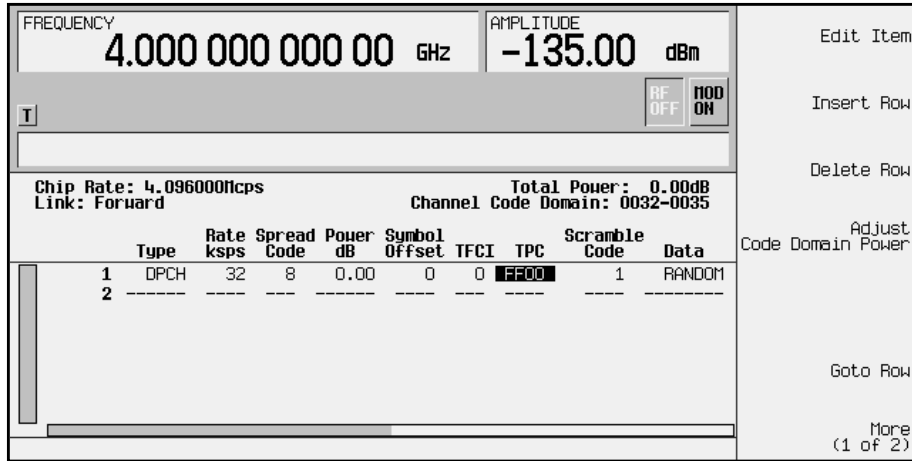 FREQUENCY
4.000 000 000 00 GHz
AMPLITUDE
-135.00 dBm
RF OFF
MOD ON
T
Chip Rate: 4.096000Mcps
Total Power: 0.00dB
Link: Forward
Channel Code Domain: 0032-0035
Type Rate ksps Spread Code Power dB Symbol Offset TFCI TPC Scramble Code Data
1 DPCH 32 8 0.00 0 0 FF00 1 RANDOM
2 ------ ---- --- ------ ---- --- ---- ---- --------
Edit Item
Insert Row
Delete Row
Adjust
Code Domain Power
Goto Row
More
(1 of 2)